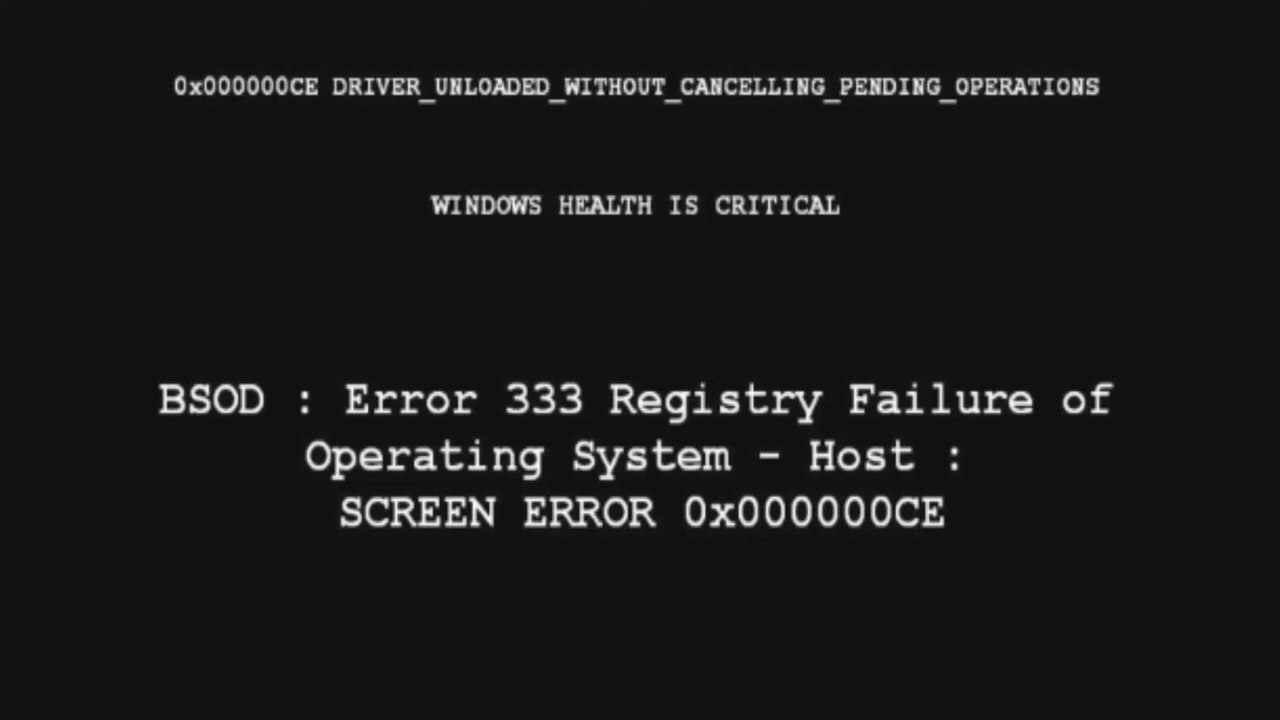 0x000000CE DRIVER_UNLOADED_WITHOUT_CANCELLING_PENDING_OPERATIONS
WINDOWS HEALTH IS CRITICAL
BSOD : Error 333 Registry Failure of
Operating System - Host :
SCREEN ERROR 0x000000CE